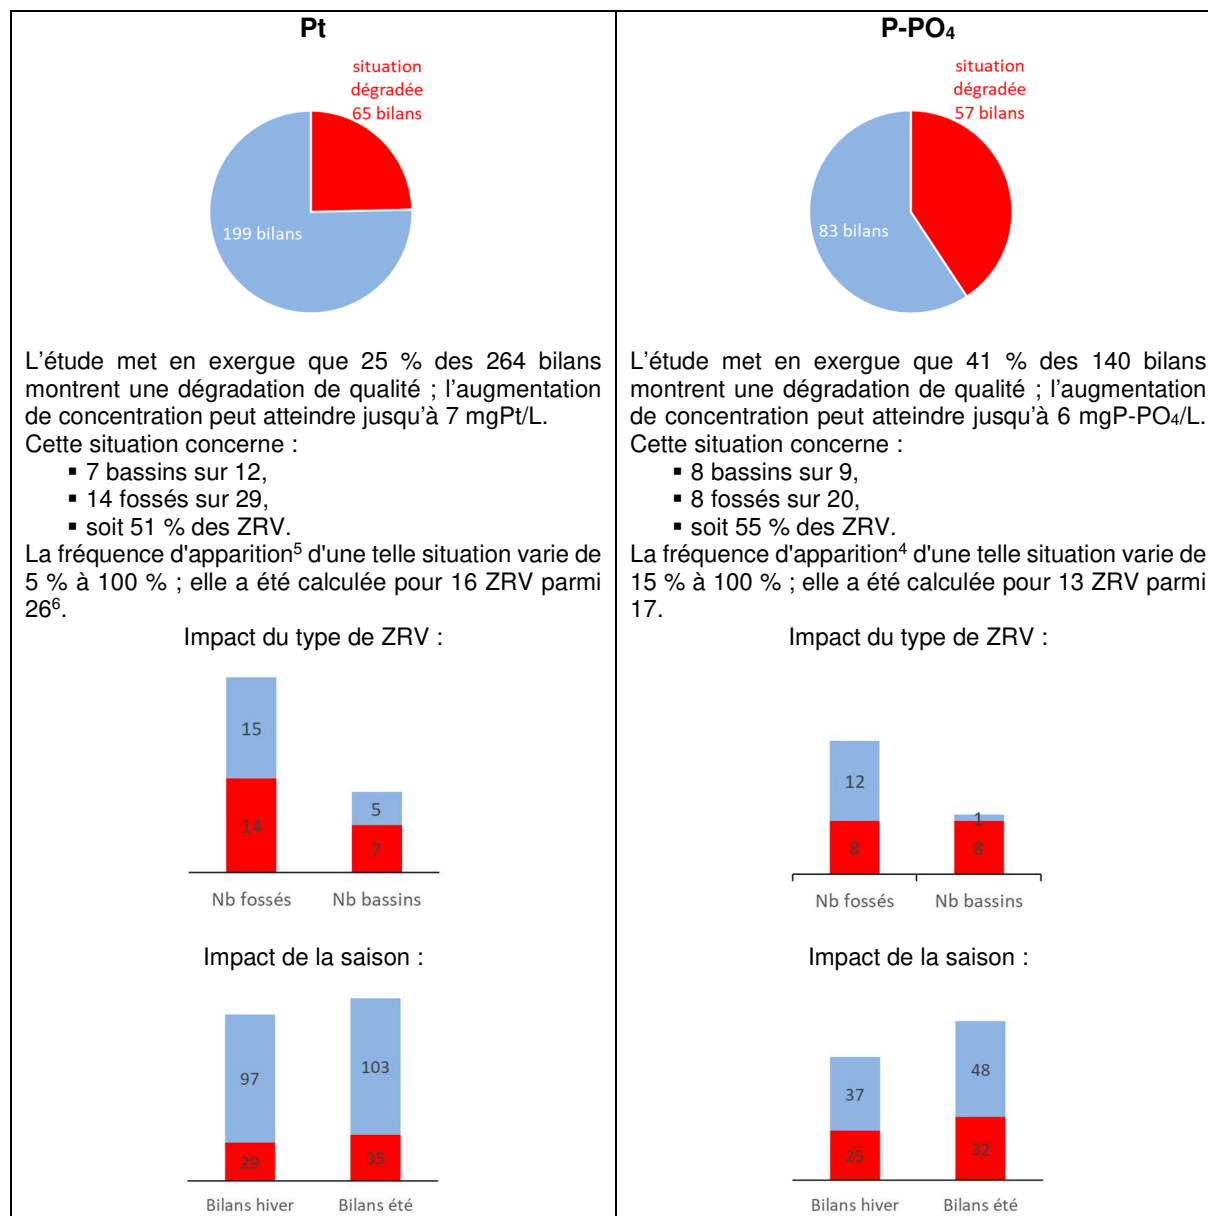 Pt
situation
dégradée
65 bilans
199 bilans
L'étude met en exergue que 25 % des 264 bilans
montrent une dégradation de qualité ; l'augmentation
de concentration peut atteindre jusqu'à 7 mgPt/L.
Cette situation concerne :
▪ 7 bassins sur 12,
▪ 14 fossés sur 29,
▪ soit 51 % des ZRV.
La fréquence d'apparition⁵ d'une telle situation varie de
5 % à 100 % ; elle a été calculée pour 16 ZRV parmi
26⁶.
Impact du type de ZRV :
15
5
14
7
Nb fossés Nb bassins
Impact de la saison :
97
103
29
35
Bilans hiver Bilans été
P-PO₄
situation
dégradée
57 bilans
83 bilans
L'étude met en exergue que 41 % des 140 bilans
montrent une dégradation de qualité ; l'augmentation
de concentration peut atteindre jusqu'à 6 mgP-PO₄/L.
Cette situation concerne :
▪ 8 bassins sur 9,
▪ 8 fossés sur 20,
▪ soit 55 % des ZRV.
La fréquence d'apparition⁴ d'une telle situation varie de
15 % à 100 % ; elle a été calculée pour 13 ZRV parmi
17.
Impact du type de ZRV :
12
1
8
8
Nb fossés Nb bassins
Impact de la saison :
37
48
25
32
Bilans hiver Bilans été